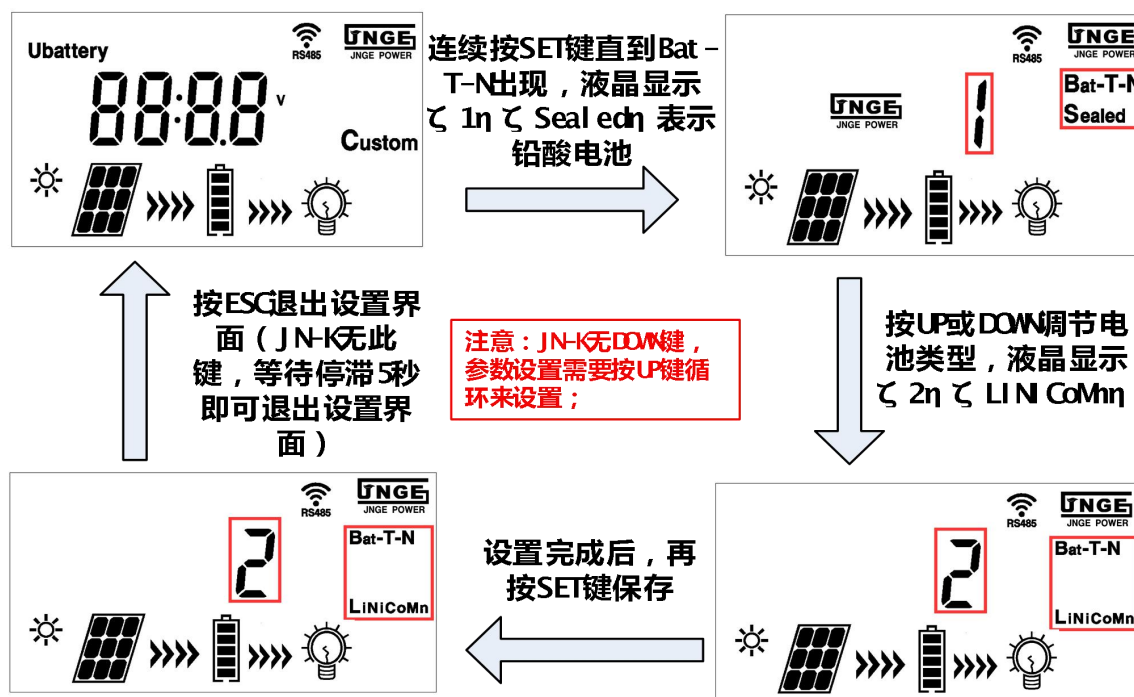 Ubattery
RS485
JNGE
JNGE POWER
88:8.8 v
Custom
连续按SET键直到Bat-
T-N出现，液晶显示
ζ 1η ζ Sealedη 表示
铅酸电池
RS485
JNGE
JNGE POWER
JNGE
JNGE POWER
1
Bat-T-N
Sealed
按ESC退出设置界
面（JN-K无此
键，等待停滞5秒
即可退出设置界
面）
注意：JN-K无DOWN键，
参数设置需要按UP键循
环来设置；
按UP或DOWN调节电
池类型，液晶显示
ζ 2η ζ LINICoMnη
RS485
JNGE
JNGE POWER
2
Bat-T-N
LiNiCoMn
设置完成后，再
按SET键保存
RS485
JNGE
JNGE POWER
2
Bat-T-N
LiNiCoMn